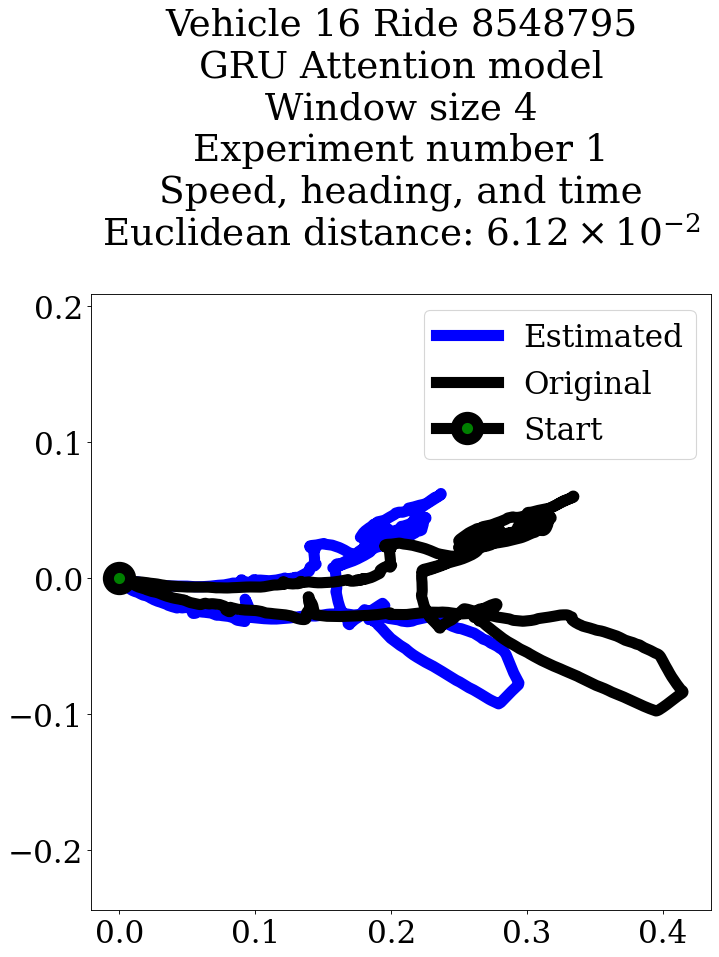 Vehicle 16 Ride 8548795
GRU Attention model
Window size 4
Experiment number 1
Speed, heading, and time
Euclidean distance: 6.12 × 10⁻²
Estimated
Original
Start
0.2
0.1
0.0
−0.1
−0.2
0.0 0.1 0.2 0.3 0.4